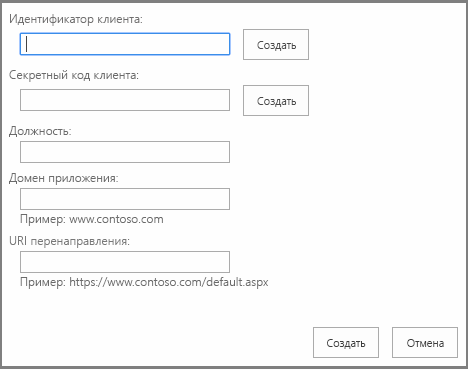 Идентификатор клиента:
Создать
Секретный код клиента:
Создать
Должность:
Домен приложения:
Пример: www.contoso.com
URI перенаправления:
Пример: https://www.contoso.com/default.aspx
Создать Отмена